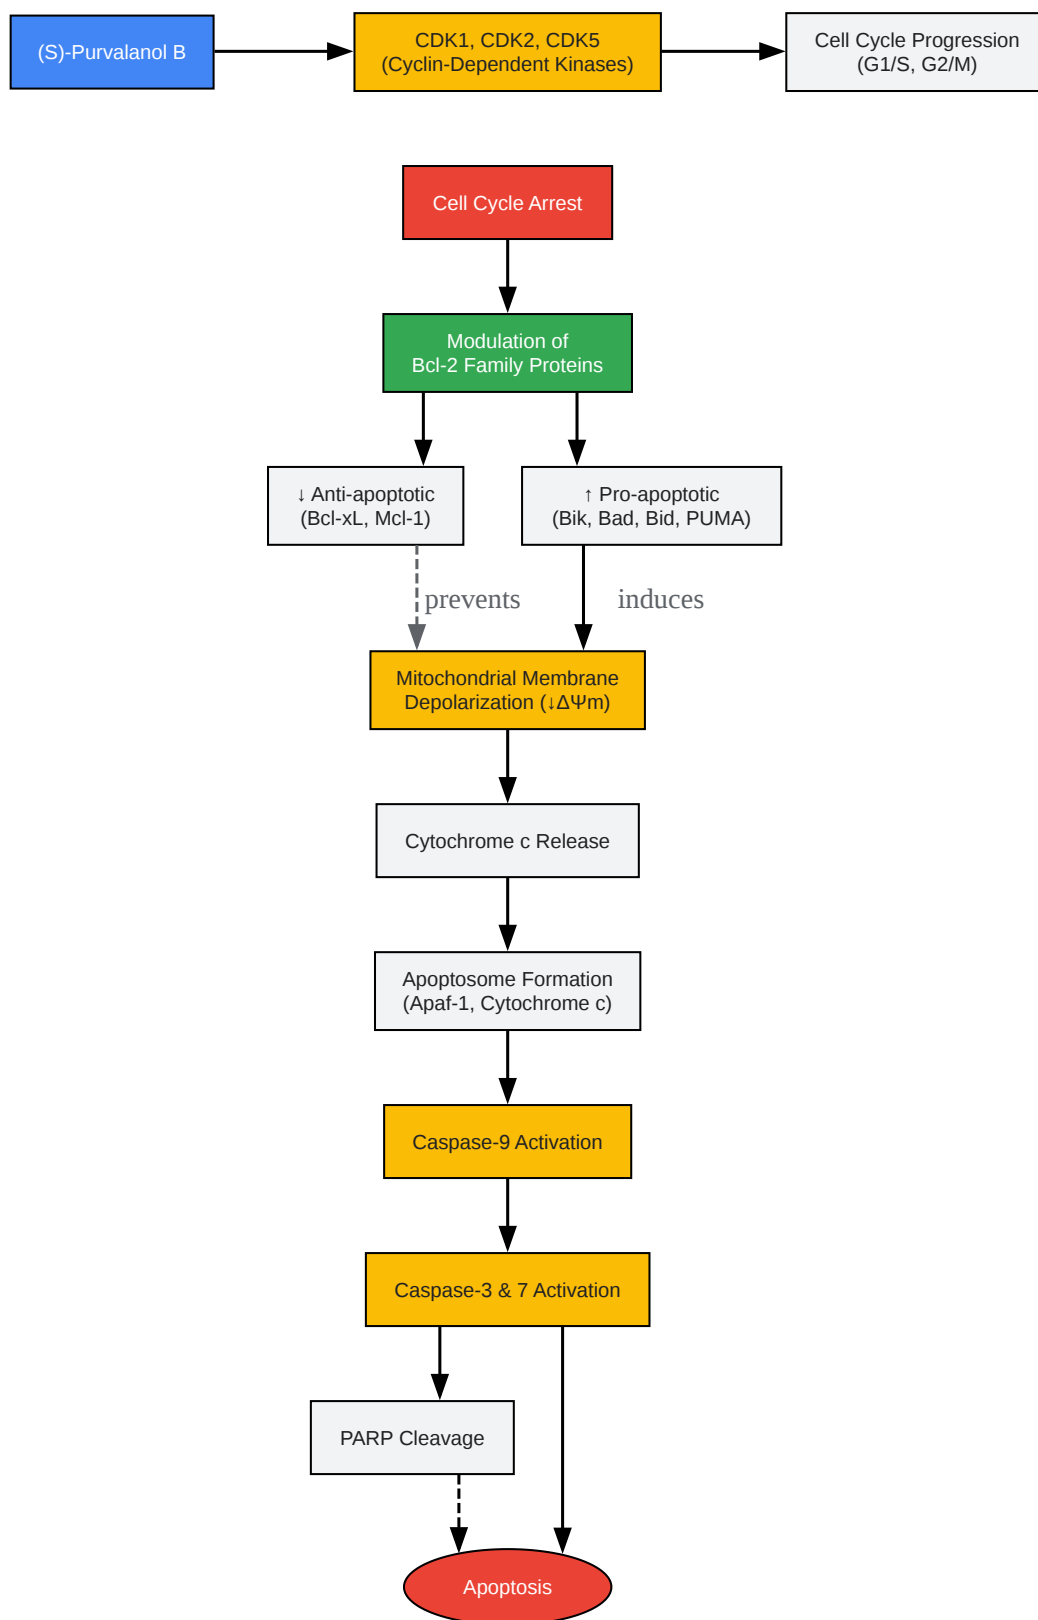 (S)-Purvalanol B
CDK1, CDK2, CDK5
(Cyclin-Dependent Kinases)
Cell Cycle Progression
(G1/S, G2/M)
Cell Cycle Arrest
Modulation of
Bcl-2 Family Proteins
↓ Anti-apoptotic
(Bcl-xL, Mcl-1)
↑ Pro-apoptotic
(Bik, Bad, Bid, PUMA)
prevents
induces
Mitochondrial Membrane
Depolarization (↓ΔΨm)
Cytochrome c Release
Apoptosome Formation
(Apaf-1, Cytochrome c)
Caspase-9 Activation
Caspase-3 & 7 Activation
PARP Cleavage
Apoptosis